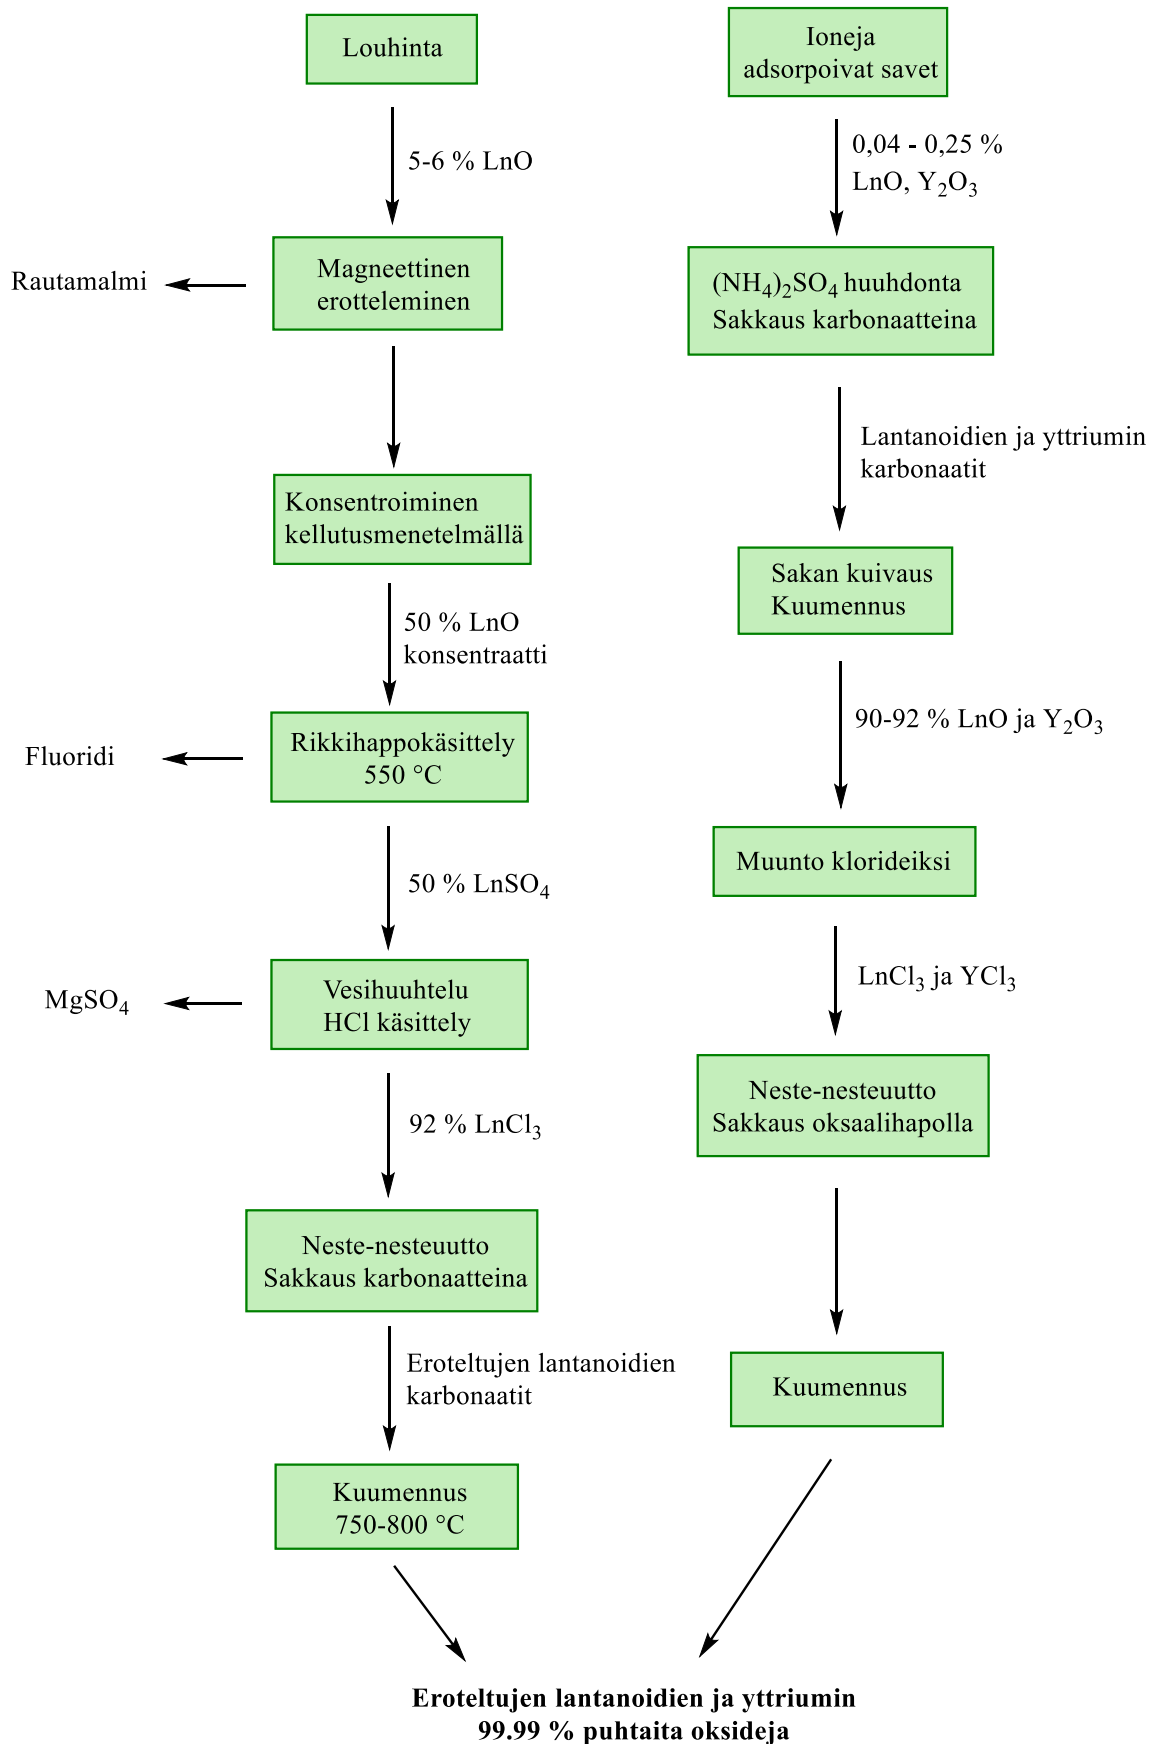 Louhinta
5-6 % LnO
Magneettinen
erotteleminen
Rautamalmi
Konsentroiminen
kellutusmenetelmällä
50 % LnO
konsentraatti
Rikkihappokäsittely
550 °C
Fluoridi
50 % LnSO₄
Vesihuuhtelu
HCl käsittely
MgSO₄
92 % LnCl₃
Neste-nesteuutto
Sakkaus karbonaatteina
Eroteltujen lantanoidien
karbonaatit
Kuumennus
750-800 °C
Ioneja
adsorpoivat savet
0,04 - 0,25 %
LnO, Y₂O₃
(NH₄)₂SO₄ huuhdonta
Sakkaus karbonaatteina
Lantanoidien ja yttriumin
karbonaatit
Sakan kuivaus
Kuumennus
90-92 % LnO ja Y₂O₃
Muunto klorideiksi
LnCl₃ ja YCl₃
Neste-nesteuutto
Sakkaus oksaalihapolla
Kuumennus
Eroteltujen lantanoidien ja yttriumin
99.99 % puhtaita oksideja